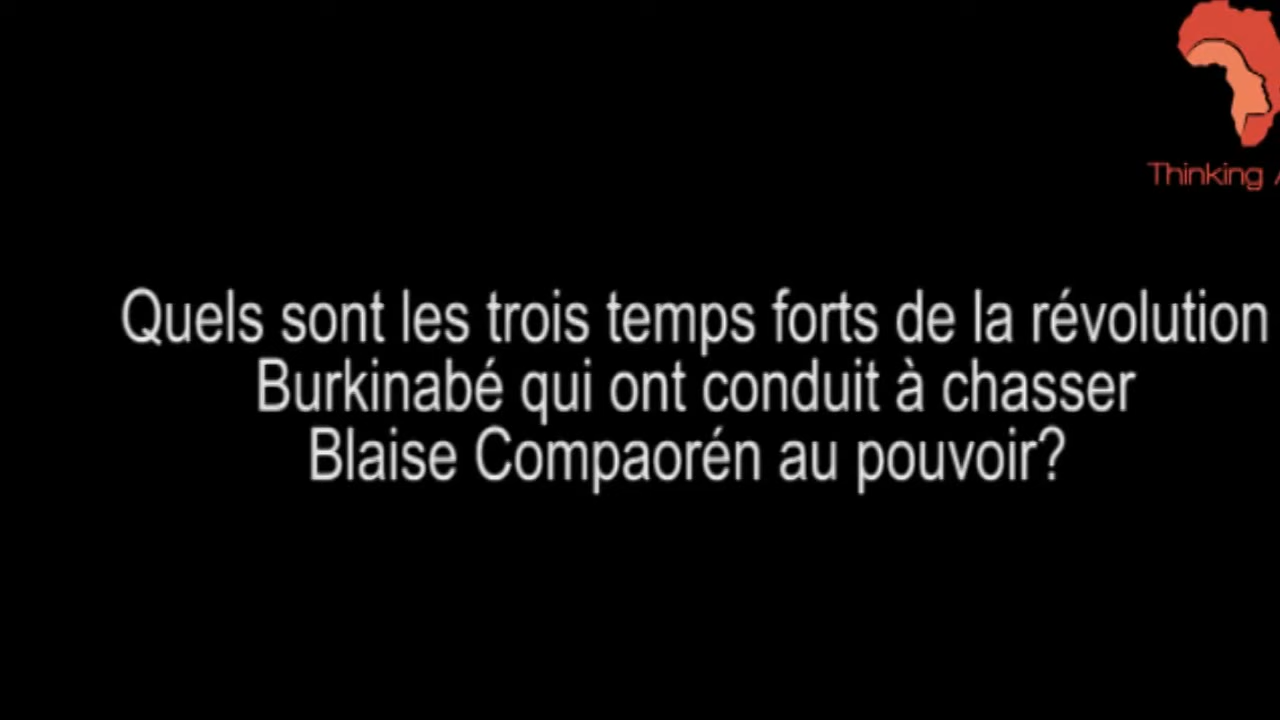 Thinking
Quels sont les trois temps forts de la révolution
Burkinabé qui ont conduit à chasser
Blaise Compaorén au pouvoir?